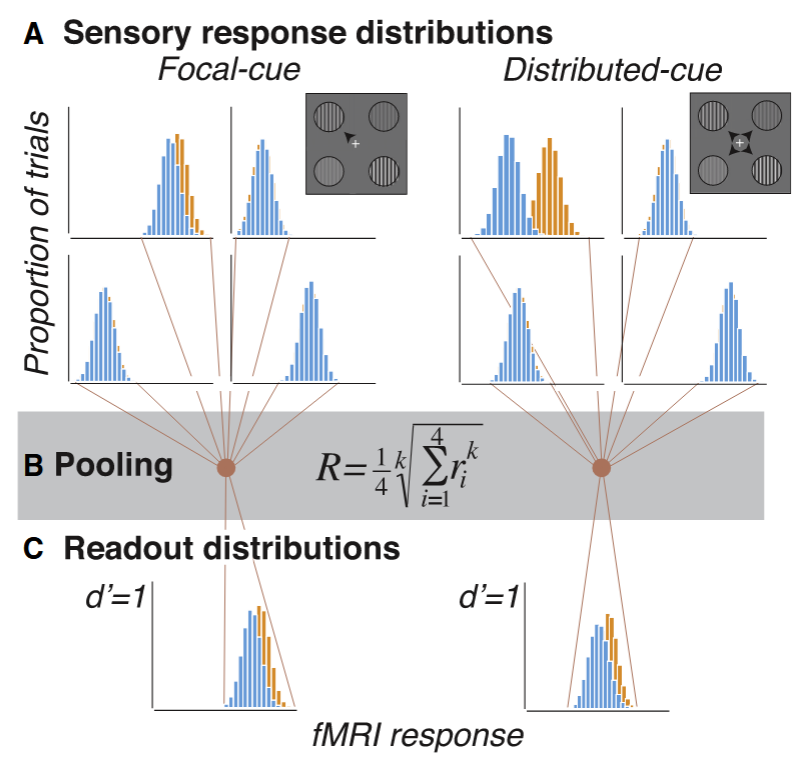 A Sensory response distributions
Focal-cue
Distributed-cue
Proportion of trials
B Pooling
R = \frac{1}{4} \sqrt[k]{\sum_{i=1}^{4} r_i^k}
C Readout distributions
d'=1
d'=1
fMRI response